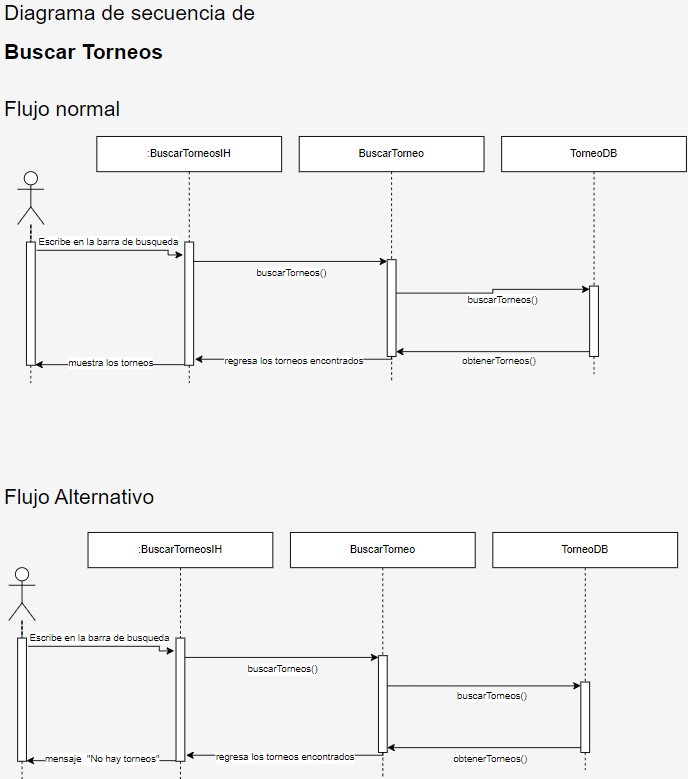 Diagrama de secuencia de
Buscar Torneos
Flujo normal
:BuscarTorneosIH
BuscarTorneo
TorneoDB
Escribe en la barra de busqueda
buscarTorneos()
buscarTorneos()
muestra los torneos
regresa los torneos encontrados
obtenerTorneos()
Flujo Alternativo
:BuscarTorneosIH
BuscarTorneo
TorneoDB
Escribe en la barra de busqueda
buscarTorneos()
buscarTorneos()
mensaje "No hay torneos"
regresa los torneos encontrados
obtenerTorneos()